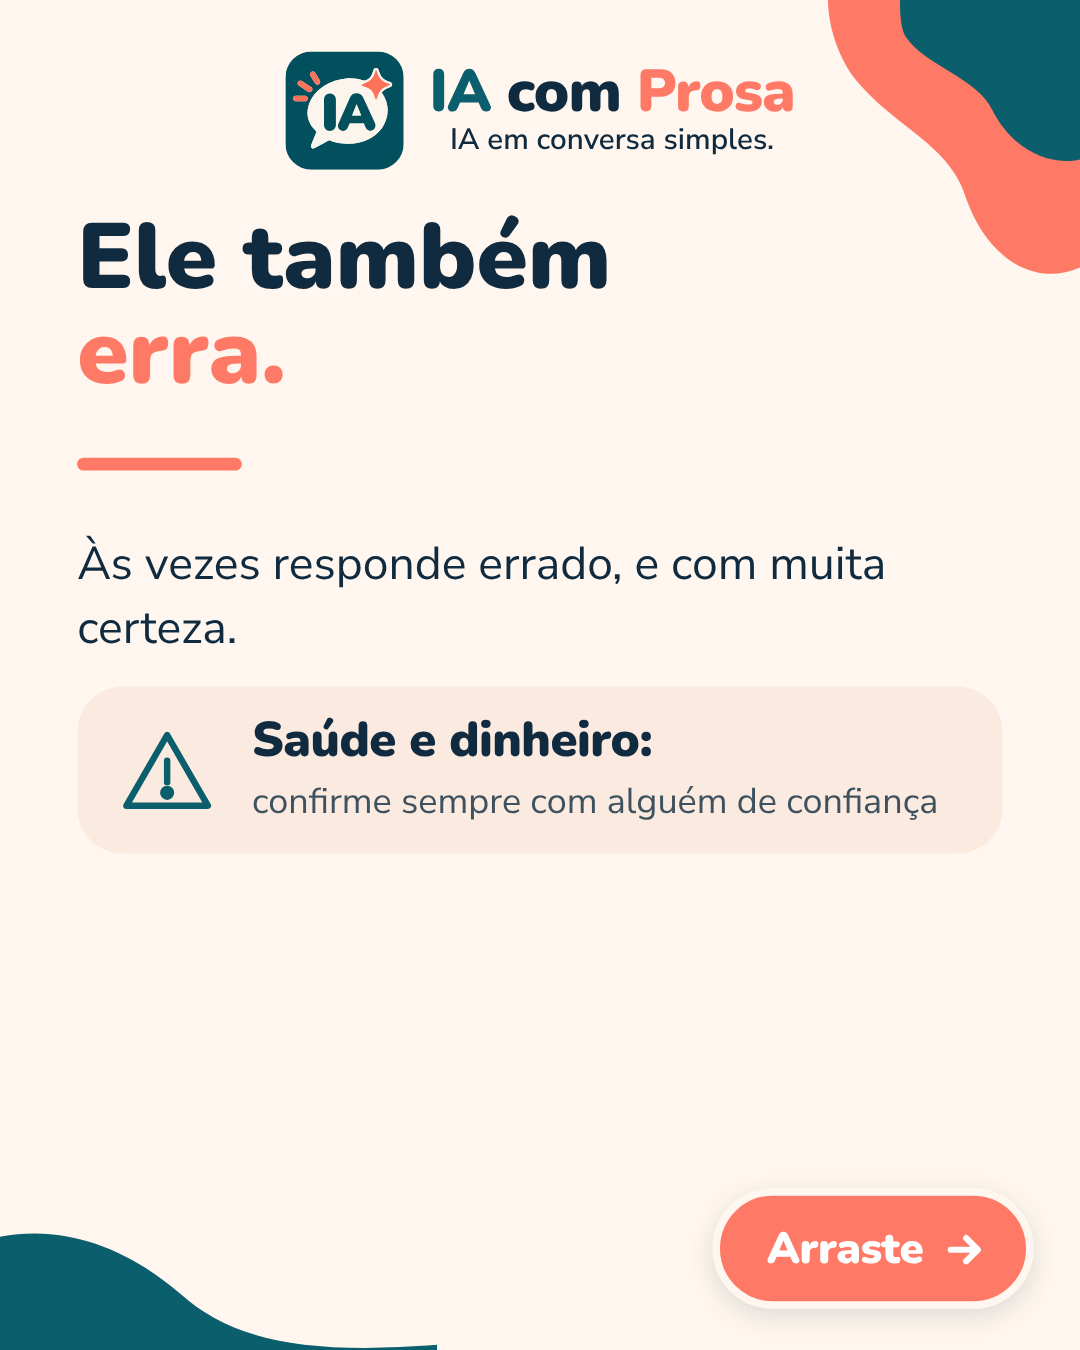 IA
IA com Prosa
IA em conversa simples.
Ele também
erra.
Às vezes responde errado, e com muita
certeza.
Saúde e dinheiro:
confirme sempre com alguém de confiança
Arraste →